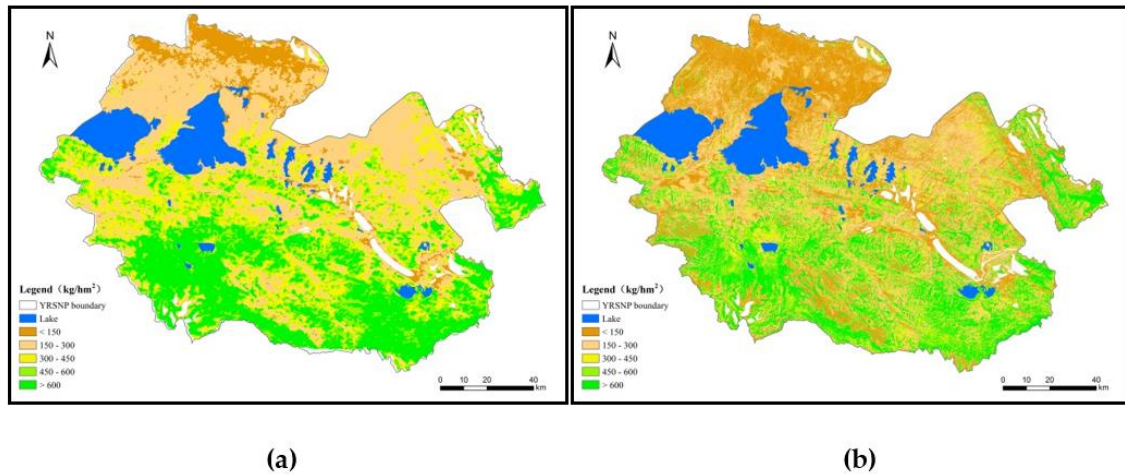 N
Legend（kg/hm²）
YRSNP boundary
Lake
< 150
150 - 300
300 - 450
450 - 600
> 600
0 10 20 40
km
(a)
N
Legend（kg/hm²）
YRSNP boundary
Lake
< 150
150 - 300
300 - 450
450 - 600
> 600
0 10 20 40
KM
(b)